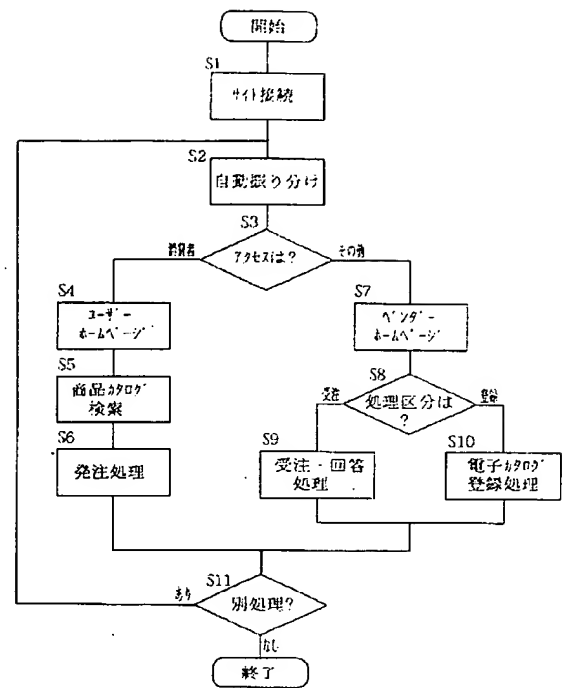 開始
S1
サイト接続
S2
自動振り分け
S3
アクセスは?
消費者
その他
S4
ユーザー
ホームページ
S5
商品カタログ
検索
S6
発注処理
S7
ベンダー
ホームページ
S8
処理区分は
?
受注
登録
S9
受注・回答
処理
S10
電子カタログ
登録処理
S11
別処理?
あり
なし
終了